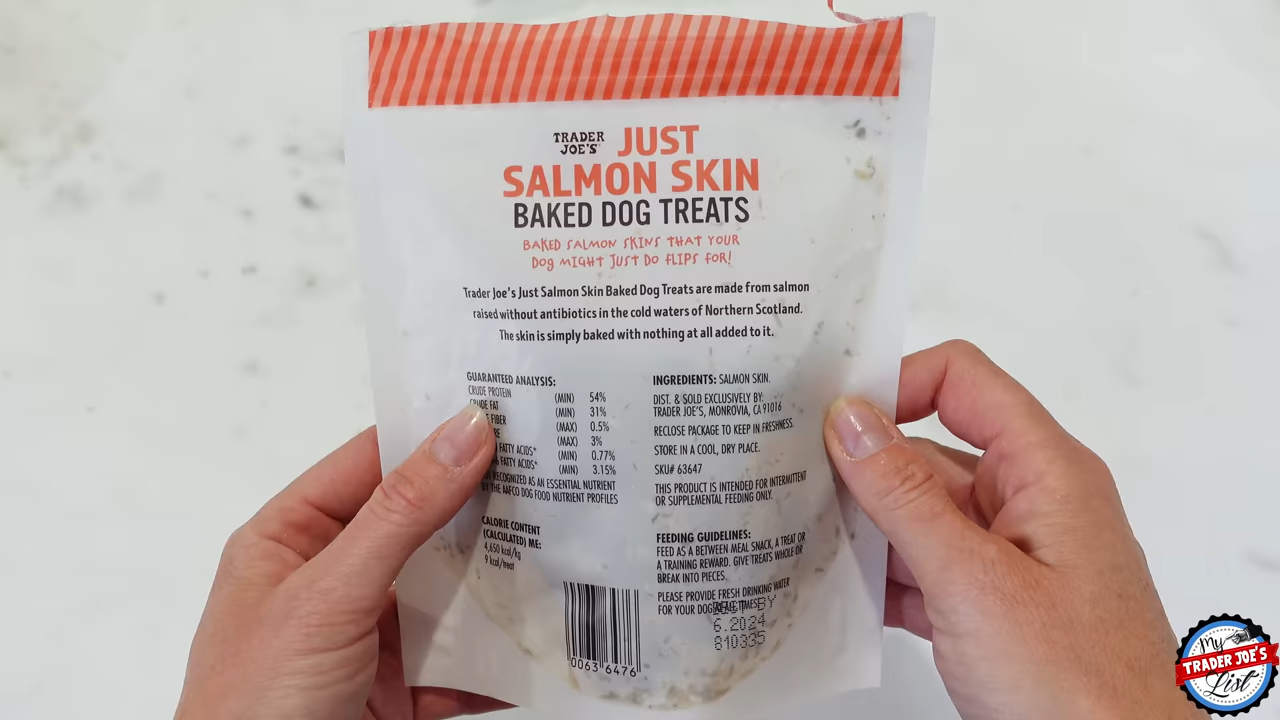 TRADER JOE'S JUST
SALMON SKIN
BAKED DOG TREATS
BAKED SALMON SKINS THAT YOUR
DOG MIGHT JUST DO FLIPS FOR!
Trader Joe's Just Salmon Skin Baked Dog Treats are made from salmon
raised without antibiotics in the cold waters of Northern Scotland.
The skin is simply baked with nothing at all added to it.
GUARANTEED ANALYSIS:
CRUDE PROTEIN (MIN) 54%
FAT (MIN) 31%
FIBER (MAX) 0.5%
(MAX) 3%
FATTY ACIDS* (MIN) 0.77%
FATTY ACIDS* (MIN) 3.15%
RECOGNIZED AS AN ESSENTIAL NUTRIENT
BY THE AAFCO DOG FOOD NUTRIENT PROFILES
CALORIE CONTENT
(CALCULATED) ME:
4,650 kcal/kg
9 kcal/treat
0063 6476
INGREDIENTS: SALMON SKIN.
DIST. & SOLD EXCLUSIVELY BY:
TRADER JOE'S, MONROVIA, CA 91016
RECLOSE PACKAGE TO KEEP IN FRESHNESS.
STORE IN A COOL, DRY PLACE.
SKU# 63647
THIS PRODUCT IS INTENDED FOR INTERMITTENT
OR SUPPLEMENTAL FEEDING ONLY.
FEEDING GUIDELINES:
FEED AS A BETWEEN MEAL SNACK, A TREAT OR
A TRAINING REWARD. GIVE TREATS WHOLE OR
BREAK INTO PIECES.
PLEASE PROVIDE FRESH DRINKING WATER
FOR YOUR DOG AT ALL TIMES.
BY
6.2024
810335
My
TRADER JOE'S
List